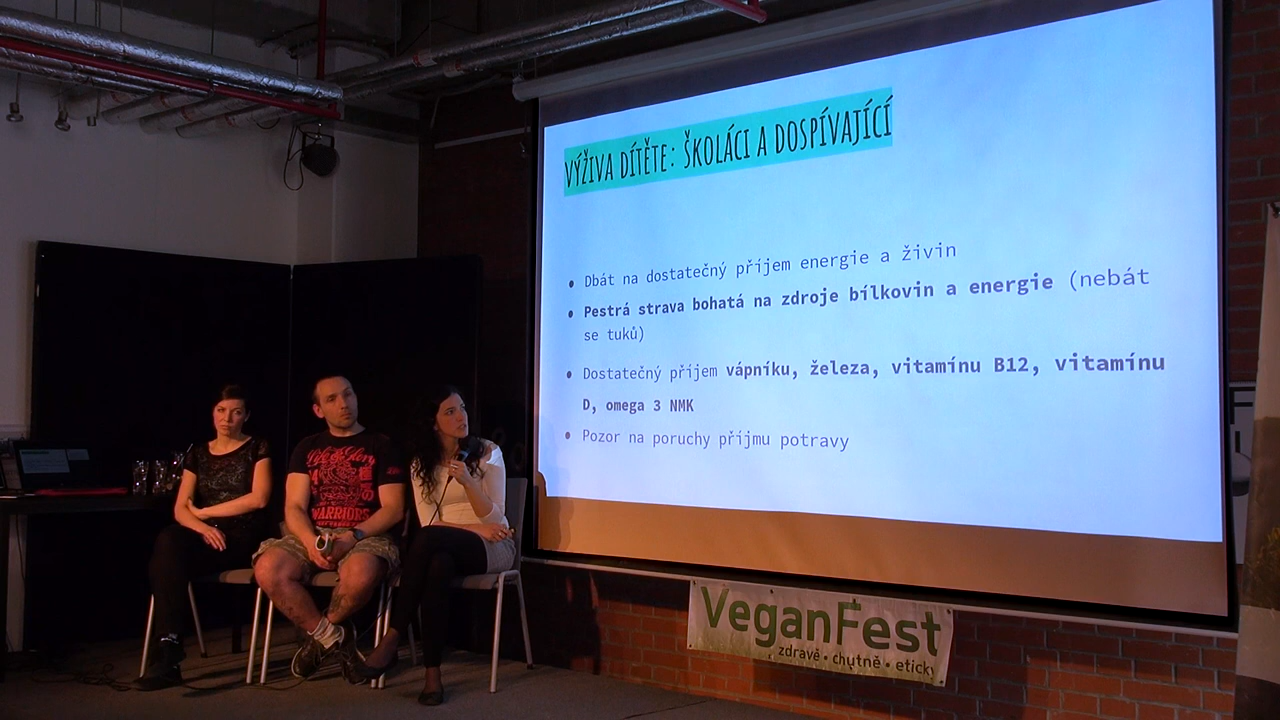 VÝŽIVA DÍTĚTE: ŠKOLÁCI A DOSPÍVAJÍCÍ
• Dbát na dostatečný příjem energie a živin
• Pestrá strava bohatá na zdroje bílkovin a energie (nebát
se tuků)
• Dostatečný příjem vápníku, železa, vitamínu B12, vitamínu
D, omega 3 NMK
• Pozor na poruchy příjmu potravy
Life & Glory
WARRIORS
VeganFest
zdravě • chutně • eticky